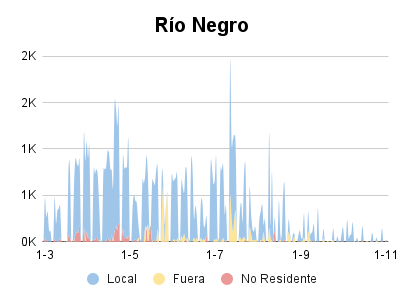 Río Negro
2K
2K
1K
1K
0K
1-3 1-5 1-7 1-9 1-11
Local Fuera No Residente